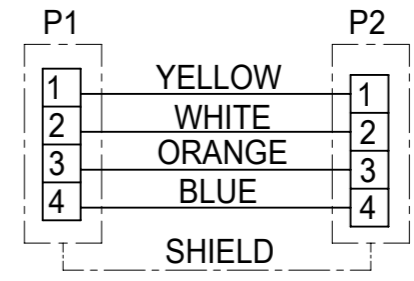 P1 P2
1 YELLOW 1
2 WHITE 2
3 ORANGE 3
4 BLUE 4
SHIELD